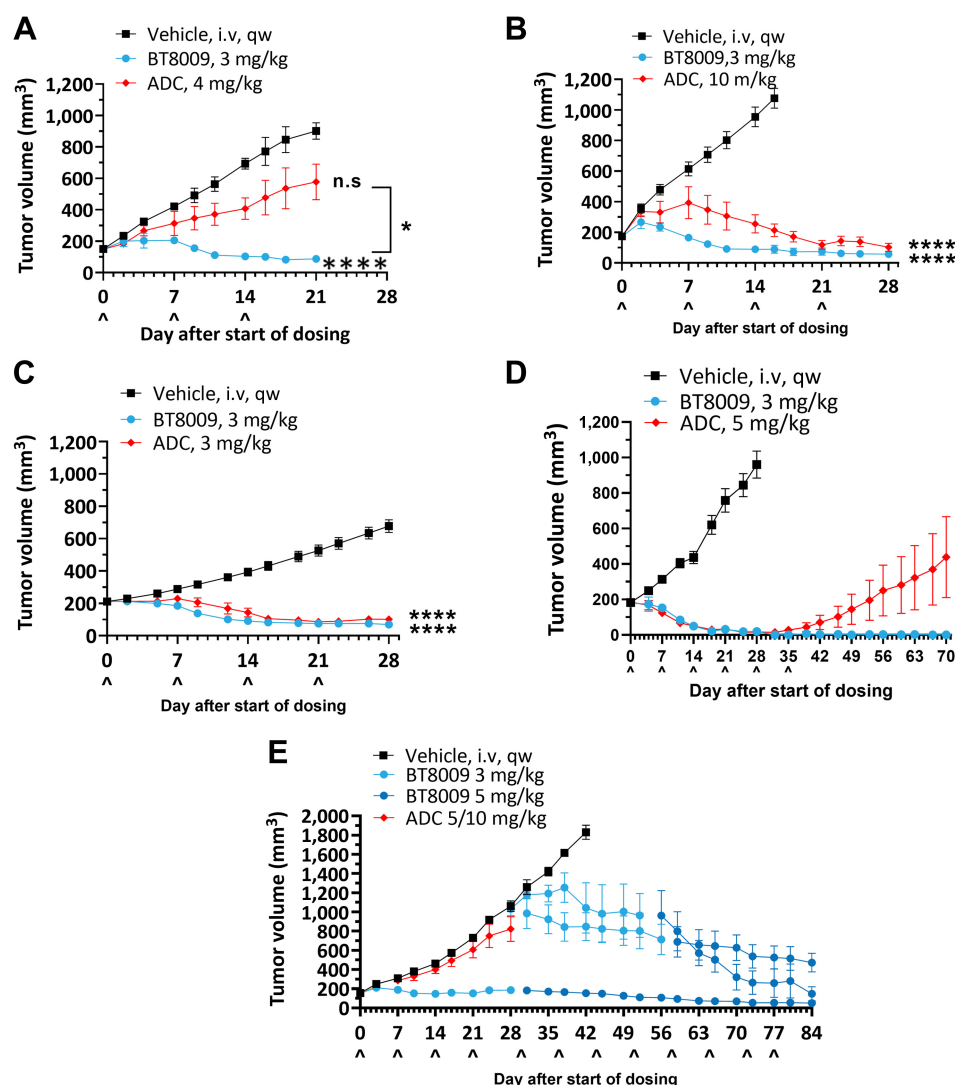 A
Vehicle, i.v, qw
BT8009, 3 mg/kg
ADC, 4 mg/kg
Tumor volume (mm³)
1,200
1,000
800
600
400
200
0
n.s
*
****
0 7 14 21 28
^ ^ ^
Day after start of dosing
B
Vehicle, i.v, qw
BT8009,3 mg/kg
ADC, 10 m/kg
Tumor volume (mm³)
1,200
1,000
800
600
400
200
0
****
****
0 7 14 21 28
^ ^ ^ ^
Day after start of dosing
C
Vehicle, i.v, qw
BT8009, 3 mg/kg
ADC, 3 mg/kg
Tumor volume (mm³)
1,200
1,000
800
600
400
200
0
****
****
0 7 14 21 28
^ ^ ^ ^
Day after start of dosing
D
Vehicle, i.v, qw
BT8009, 3 mg/kg
ADC, 5 mg/kg
Tumor volume (mm³)
1,000
800
600
400
200
0
0 7 14 21 28 35 42 49 56 63 70
^ ^ ^ ^ ^ ^
Day after start of dosing
E
Vehicle, i.v, qw
BT8009 3 mg/kg
BT8009 5 mg/kg
ADC 5/10 mg/kg
Tumor volume (mm³)
2,000
1,800
1,600
1,400
1,200
1,000
800
600
400
200
0
0 7 14 21 28 35 42 49 56 63 70 77 84
^ ^ ^ ^ ^ ^ ^ ^ ^ ^ ^ ^
Day after start of dosing